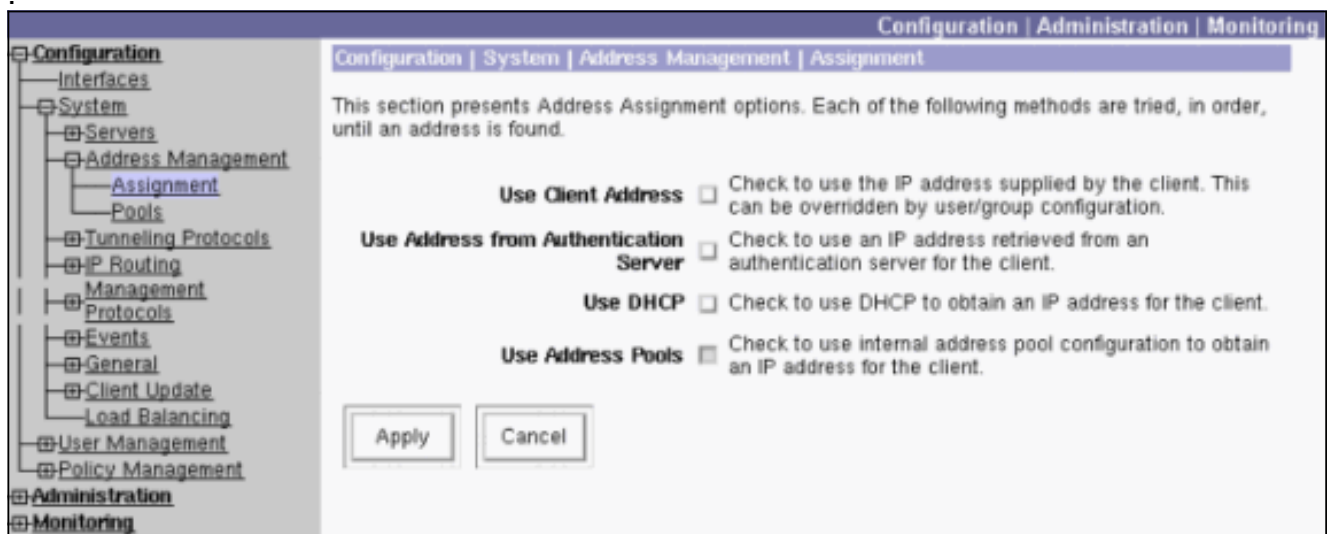 Configuration | Administration | Monitoring
Configuration
Interfaces
System
Servers
Address Management
Assignment
Pools
Tunneling Protocols
IP Routing
Management
Protocols
Events
General
Client Update
Load Balancing
User Management
Policy Management
Administration
Monitoring
Configuration | System | Address Management | Assignment
This section presents Address Assignment options. Each of the following methods are tried, in order,
until an address is found.
Use Client Address
Check to use the IP address supplied by the client. This
can be overridden by user/group configuration.
Use Address from Authentication
Server
Check to use an IP address retrieved from an
authentication server for the client.
Use DHCP
Check to use DHCP to obtain an IP address for the client.
Use Address Pools
Check to use internal address pool configuration to obtain
an IP address for the client.
Apply
Cancel